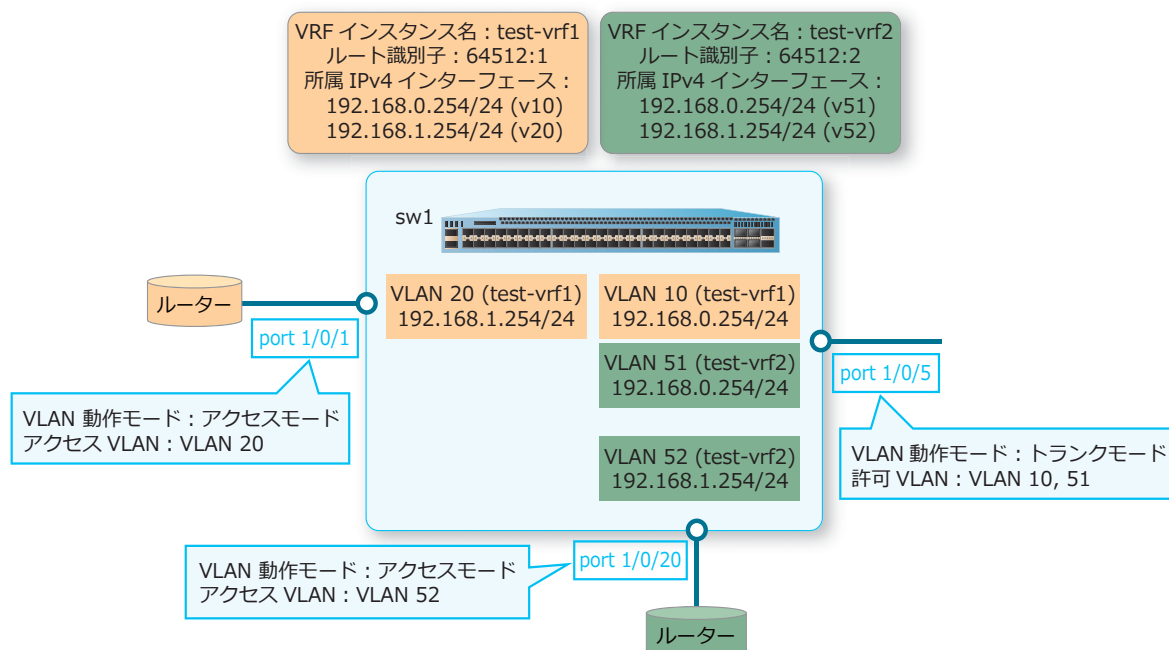 VRF インスタンス名：test-vrf1
ルート識別子：64512:1
所属 IPv4 インターフェース：
192.168.0.254/24 (v10)
192.168.1.254/24 (v20)
VRF インスタンス名：test-vrf2
ルート識別子：64512:2
所属 IPv4 インターフェース：
192.168.0.254/24 (v51)
192.168.1.254/24 (v52)
sw1
ルーター
port 1/0/1
VLAN 20 (test-vrf1)
192.168.1.254/24
VLAN 10 (test-vrf1)
192.168.0.254/24
VLAN 51 (test-vrf2)
192.168.0.254/24
port 1/0/5
VLAN 動作モード：アクセスモード
アクセス VLAN：VLAN 20
VLAN 動作モード：トランクモード
許可 VLAN：VLAN 10, 51
VLAN 52 (test-vrf2)
192.168.1.254/24
port 1/0/20
VLAN 動作モード：アクセスモード
アクセス VLAN：VLAN 52
ルーター